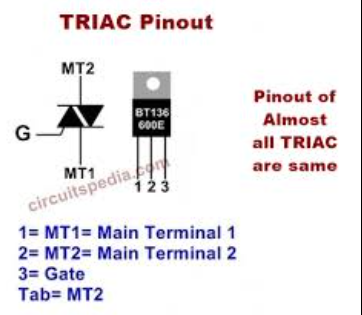 TRIAC Pinout
MT2
G
MT1
BT136
600E
1 2 3
Pinout of
Almost
all TRIAC
are same
circuitspedia.com
1= MT1= Main Terminal 1
2= MT2= Main Terminal 2
3= Gate
Tab= MT2